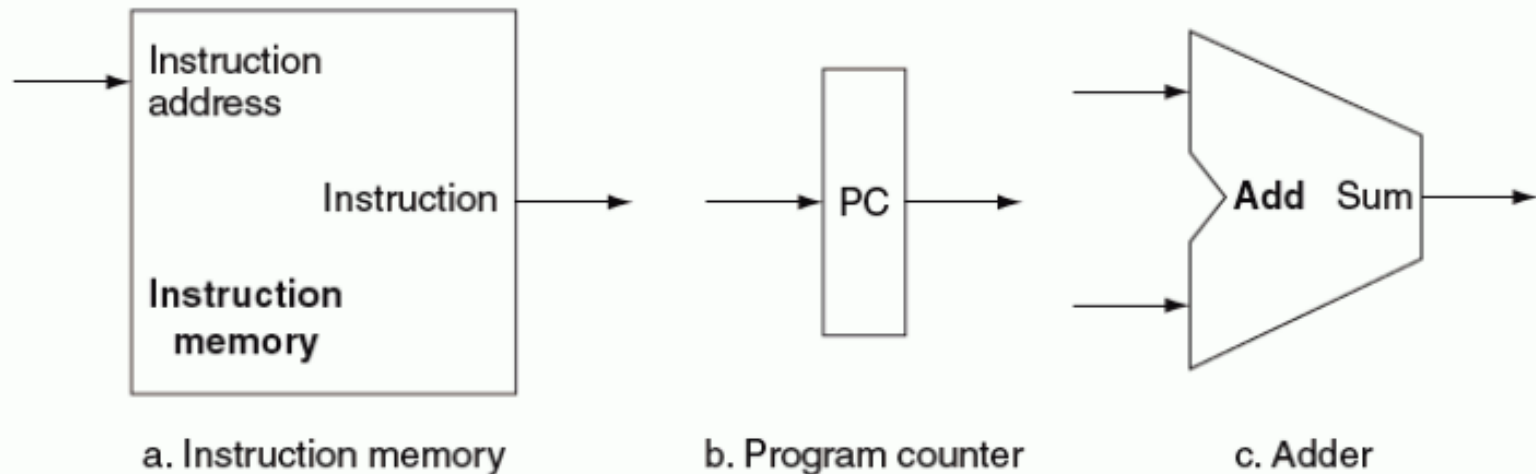 Instruction
address
Instruction
Instruction
memory
a. Instruction memory
PC
b. Program counter
Add Sum
c. Adder